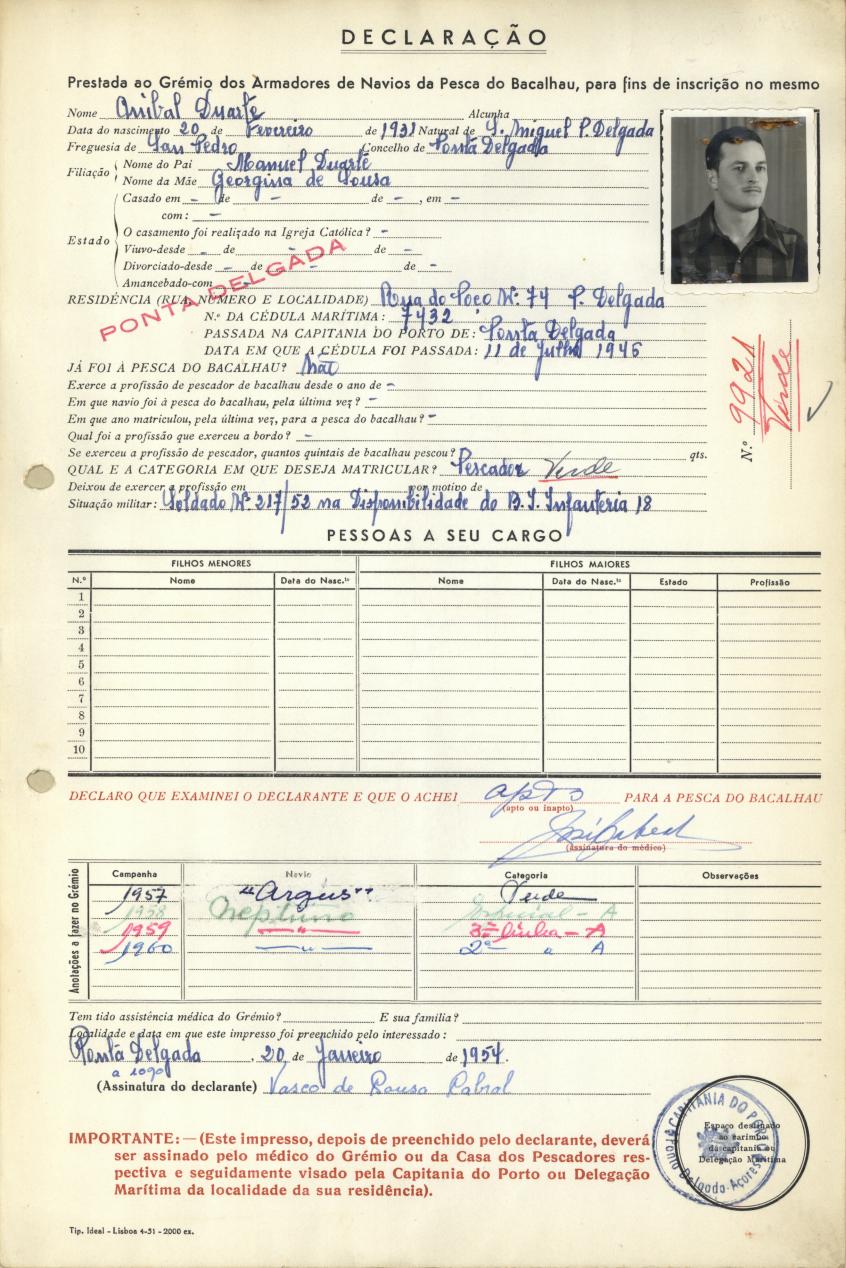 DECLARAÇÃO
Prestada ao Grémio dos Armadores de Navios da Pesca do Bacalhau, para fins de inscrição no mesmo
Nome Anibal Duarte Alcunha
Data do nascimento 20 de Fevereiro de 1931 Natural de S. Miguel P. Delgada
Freguesia de San Pedro Concelho de Ponta Delgada
Filiação Nome do Pai Manuel Duarte
Nome da Mãe Georgina de Sousa
Casado em - de - de - , em -
com: -
Estado O casamento foi realizado na Igreja Católica? -
Viuvo-desde - de - de -
Divorciado-desde - de - de -
Amancebado-com -
PONTA DELGADA
RESIDÊNCIA (RUA, NÚMERO E LOCALIDADE) Rua do Poço Nº. 74 P. Delgada
N.º DA CÉDULA MARÍTIMA: 7432
PASSADA NA CAPITANIA DO PORTO DE: Ponta Delgada
DATA EM QUE A CÉDULA FOI PASSADA: 11 de Julho 1946
JÁ FOI À PESCA DO BACALHAU? Não
Exerce a profissão de pescador de bacalhau desde o ano de -
Em que navio foi à pesca do bacalhau, pela última vez? -
Em que ano matriculou, pela última vez, para a pesca do bacalhau? -
Qual foi a profissão que exerceu a bordo? -
Se exerceu a profissão de pescador, quantos quintais de bacalhau pescou? qts.
QUAL E A CATEGORIA EM QUE DESEJA MATRICULAR? Pescador Verde
Deixou de exercer a profissão em por motivo de
Situação militar: Soldado Nº. 217/52 na Disponibilidade do B. I. Infanteria 18
N.º 9921 Verde
PESSOAS A SEU CARGO
FILHOS MENORES FILHOS MAIORES
N.º Nome Data do Nasc.to Nome Data do Nasc.to Estado Profissão
1
2
3
4
5
6
7
8
9
10
DECLARO QUE EXAMINEI O DECLARANTE E QUE O ACHEI apto PARA A PESCA DO BACALHAU
(apto ou inapto)
(assinatura do médico)
Anotações a fazer no Grémio
Campanha Navio Categoria Observações
1957 "Argus" Verde
1958 Neptuno Especial - A
1959 " 3ª linha - A
1960 " 2ª " A
Tem tido assistência médica do Grémio? E sua família?
Localidade e data em que este impresso foi preenchido pelo interessado:
Ponta Delgada, 20 de Janeiro de 1954.
a rogo
(Assinatura do declarante) Vasco de Sousa Cabral
CAPITANIA DO PORTO Ponta Delgada-Açores
Espaço destinado
ao carimbo
da capitania ou
Delegação Marítima
IMPORTANTE: — (Este impresso, depois de preenchido pelo declarante, deverá
ser assinado pelo médico do Grémio ou da Casa dos Pescadores res-
pectiva e seguidamente visado pela Capitania do Porto ou Delegação
Marítima da localidade da sua residência).
Tip. Ideal - Lisboa 4-51 - 2000 ex.